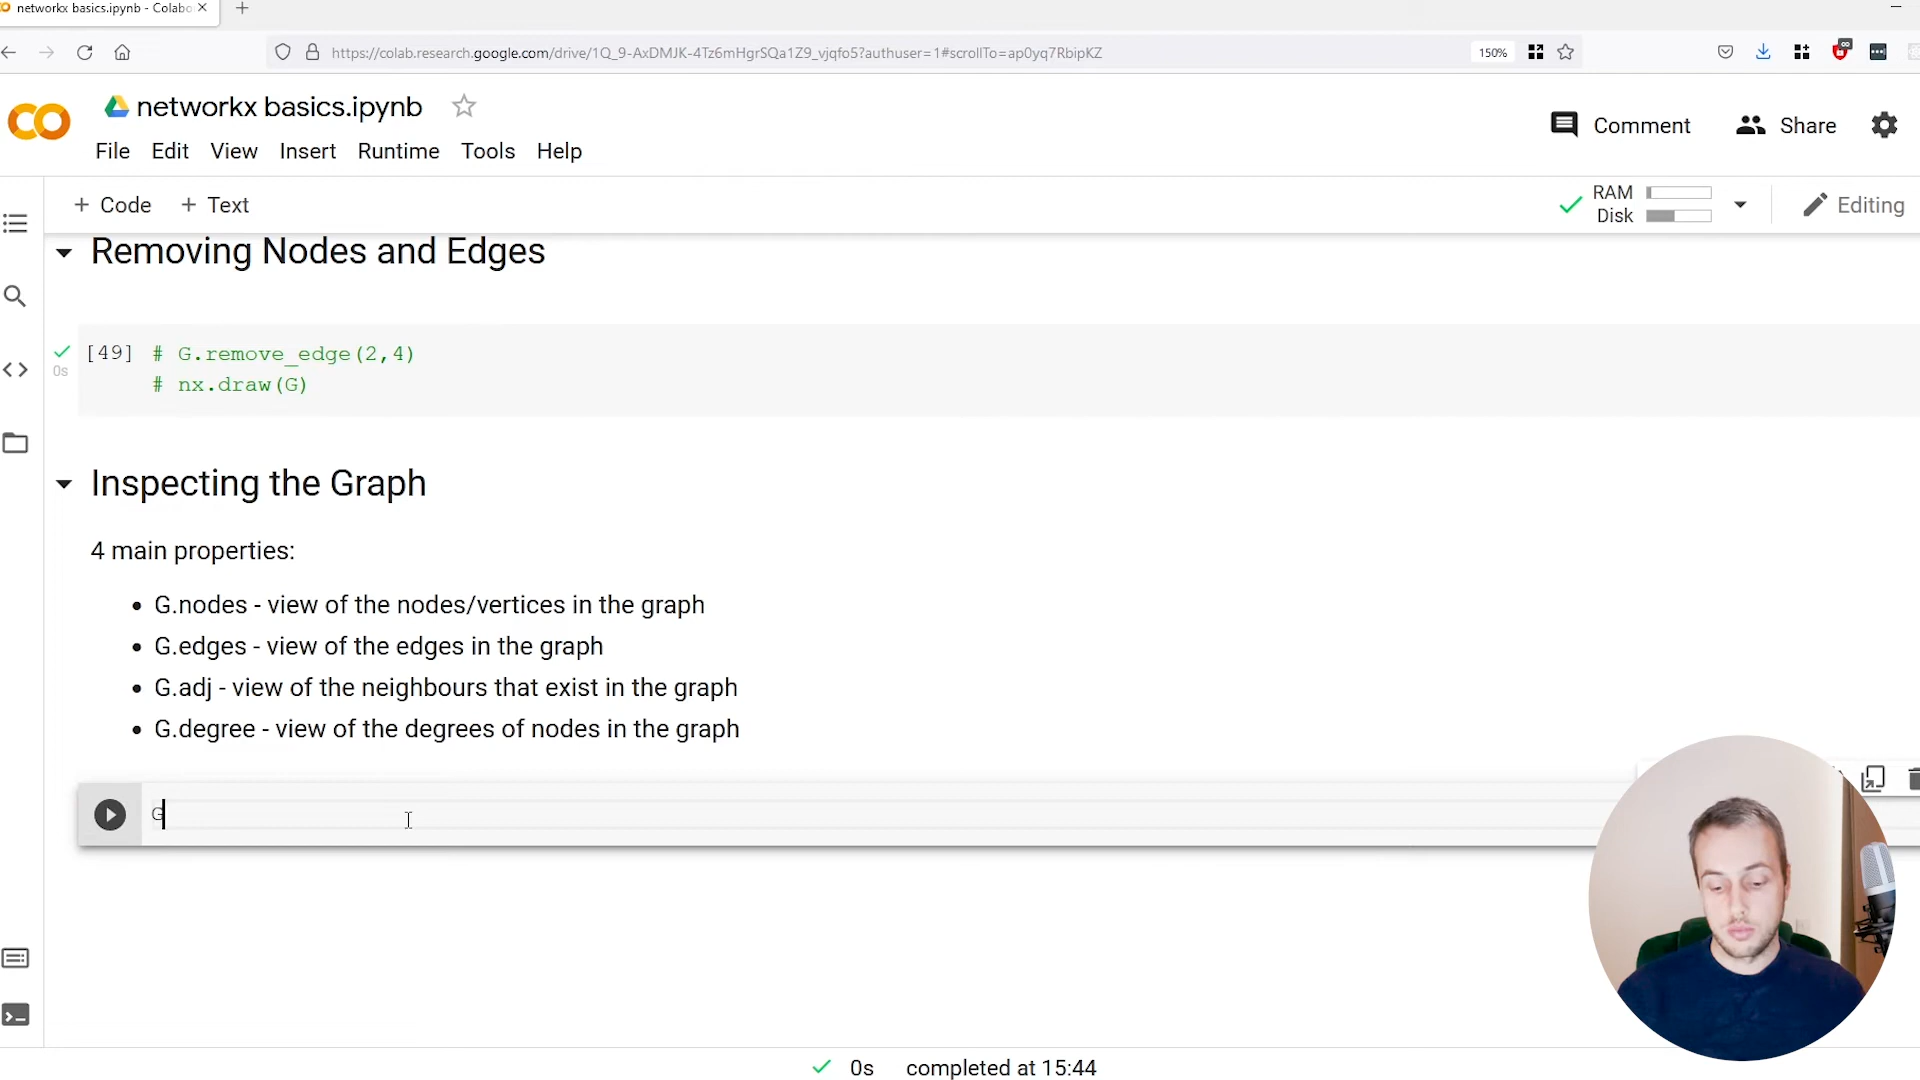 networkx basics.ipynb - Colabo
https://colab.research.google.com/drive/1Q_9-AxDMJK-4Tz6mHgrSQa1Z9_vjqfo5?authuser=1#scrollTo=ap0yq7RbipKZ
150%
networkx basics.ipynb
Comment
Share
File Edit View Insert Runtime Tools Help
+ Code + Text
RAM
Disk
Editing
Removing Nodes and Edges
[49] # G.remove_edge(2,4)
0s
# nx.draw(G)
Inspecting the Graph
4 main properties:
• G.nodes - view of the nodes/vertices in the graph
• G.edges - view of the edges in the graph
• G.adj - view of the neighbours that exist in the graph
• G.degree - view of the degrees of nodes in the graph
G
0s completed at 15:44